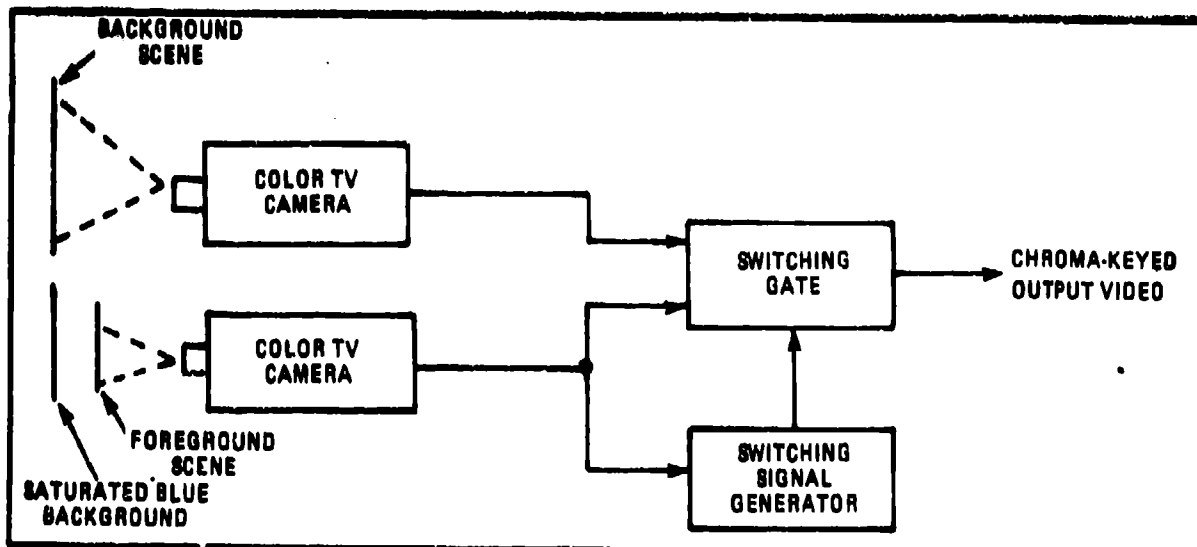 BACKGROUND
SCENE
COLOR TV
CAMERA
SWITCHING
GATE
CHROMA-KEYED
OUTPUT VIDEO
COLOR TV
CAMERA
FOREGROUND
SCENE
SATURATED BLUE
BACKGROUND
SWITCHING
SIGNAL
GENERATOR